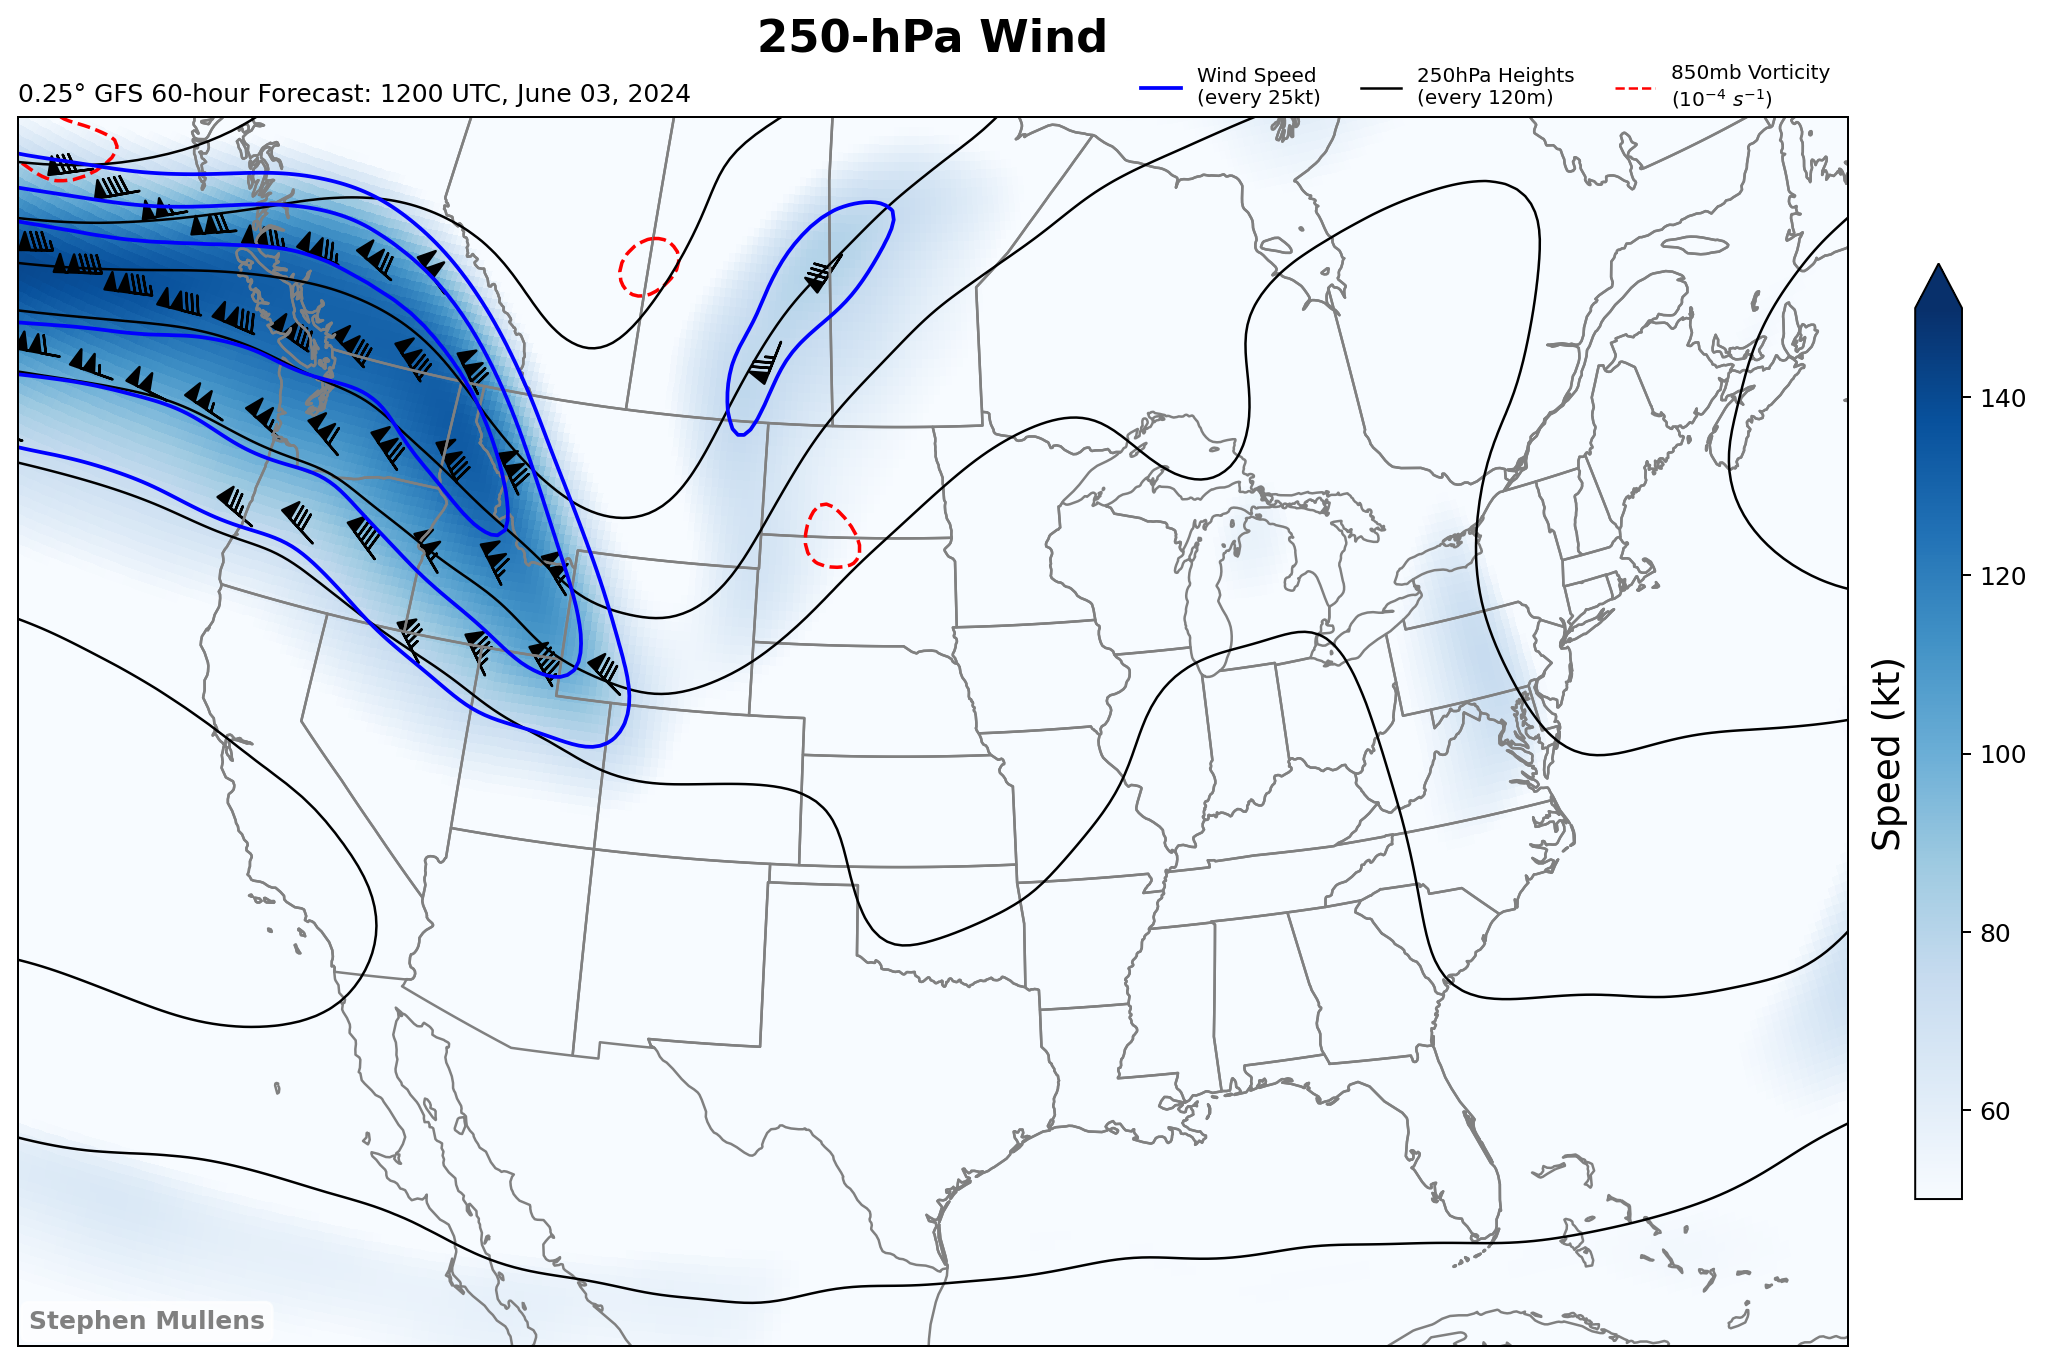 250-hPa Wind
0.25° GFS 60-hour Forecast: 1200 UTC, June 03, 2024
Wind Speed
(every 25kt)
250hPa Heights
(every 120m)
850mb Vorticity
(10⁻⁴ s⁻¹)
140
120
100
80
60
Speed (kt)
Stephen Mullens